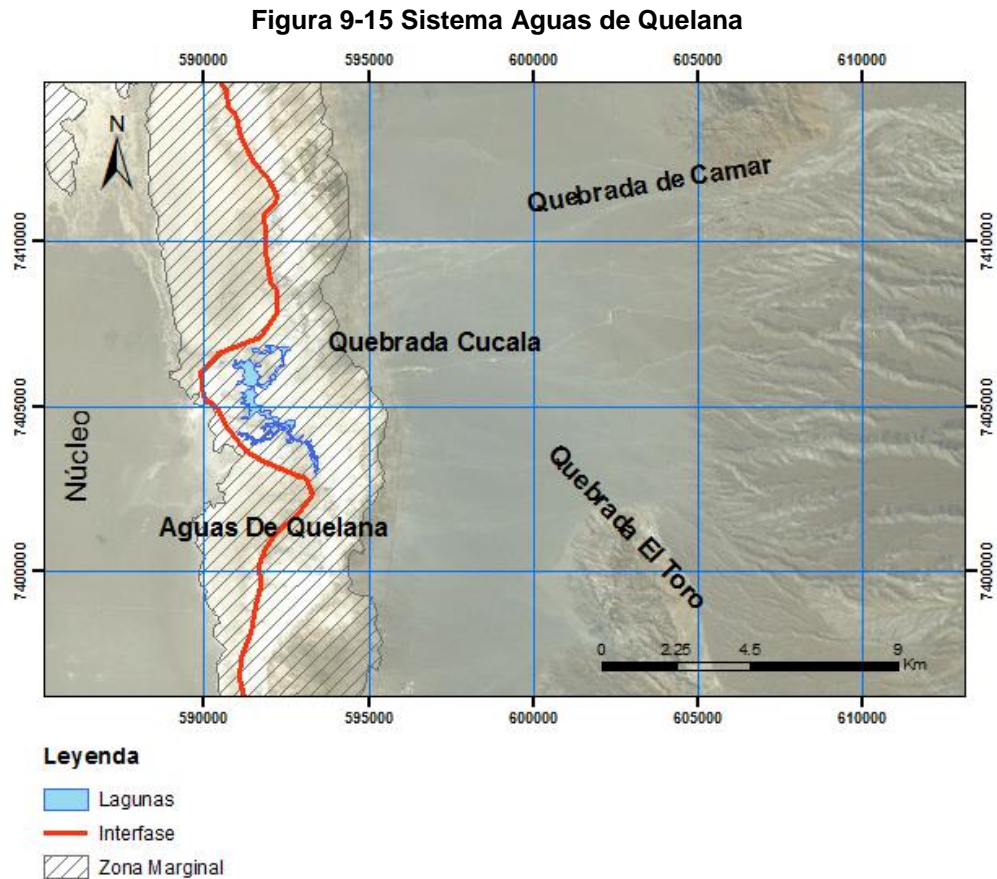 Figura 9-15 Sistema Aguas de Quelana
590000 595000 600000 605000 610000
N
Quebrada de Camar
7410000 7410000
Quebrada Cucala
7405000 7405000
Núcleo
Quebrada El Toro
Aguas De Quelana
7400000 7400000
0 2.25 4.5 9
Km
590000 595000 600000 605000 610000
Leyenda
Lagunas
Interfase
Zona Marginal